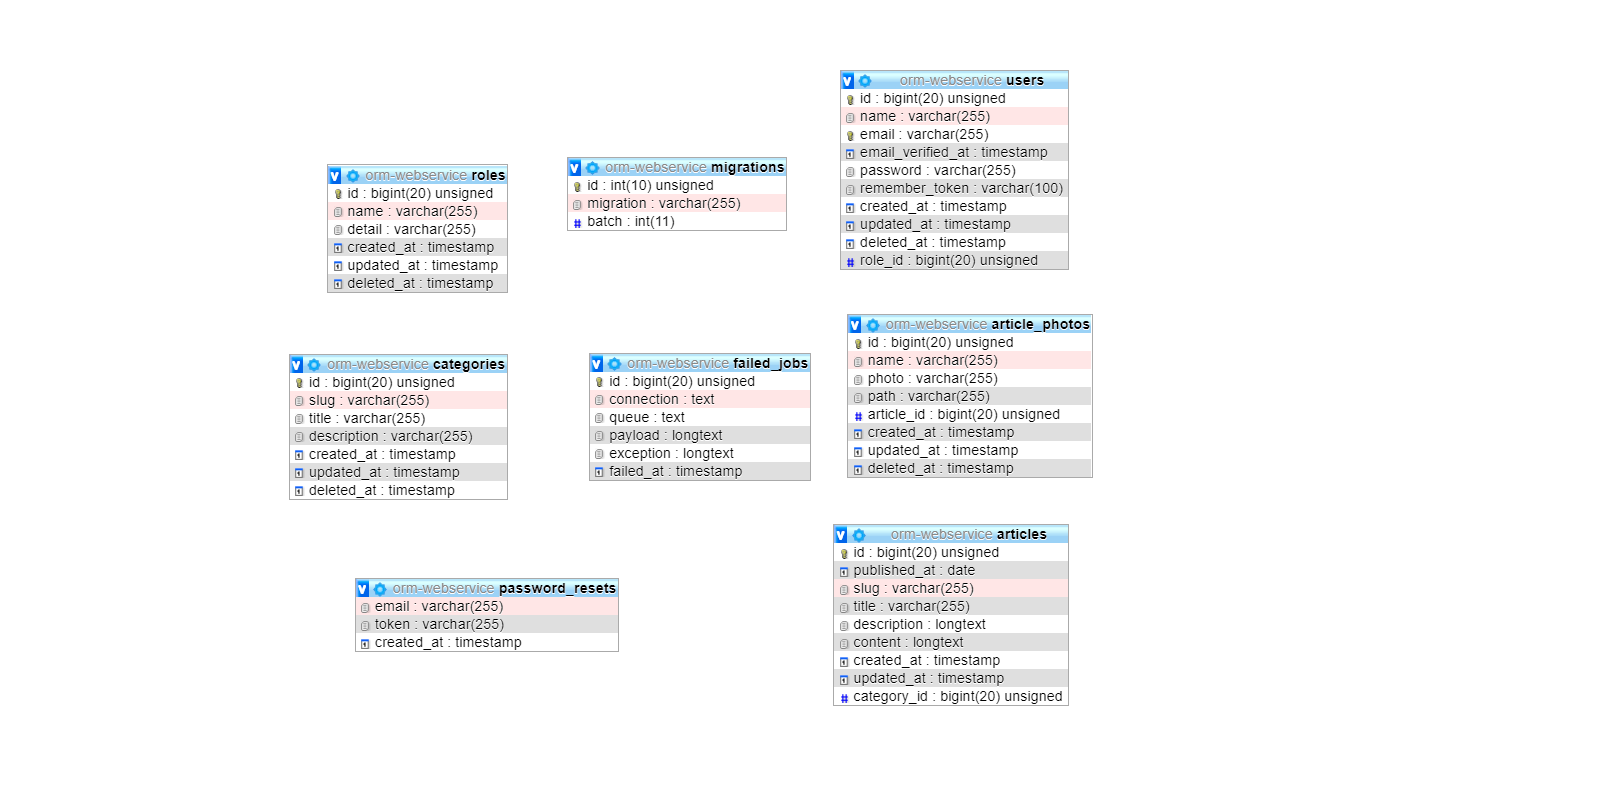 orm-webservice roles
id : bigint(20) unsigned
name : varchar(255)
detail : varchar(255)
created_at : timestamp
updated_at : timestamp
deleted_at : timestamp
orm-webservice migrations
id : int(10) unsigned
migration : varchar(255)
batch : int(11)
orm-webservice users
id : bigint(20) unsigned
name : varchar(255)
email : varchar(255)
email_verified_at : timestamp
password : varchar(255)
remember_token : varchar(100)
created_at : timestamp
updated_at : timestamp
deleted_at : timestamp
role_id : bigint(20) unsigned
orm-webservice categories
id : bigint(20) unsigned
slug : varchar(255)
title : varchar(255)
description : varchar(255)
created_at : timestamp
updated_at : timestamp
deleted_at : timestamp
orm-webservice failed_jobs
id : bigint(20) unsigned
connection : text
queue : text
payload : longtext
exception : longtext
failed_at : timestamp
orm-webservice article_photos
id : bigint(20) unsigned
name : varchar(255)
photo : varchar(255)
path : varchar(255)
article_id : bigint(20) unsigned
created_at : timestamp
updated_at : timestamp
deleted_at : timestamp
orm-webservice password_resets
email : varchar(255)
token : varchar(255)
created_at : timestamp
orm-webservice articles
id : bigint(20) unsigned
published_at : date
slug : varchar(255)
title : varchar(255)
description : longtext
content : longtext
created_at : timestamp
updated_at : timestamp
category_id : bigint(20) unsigned